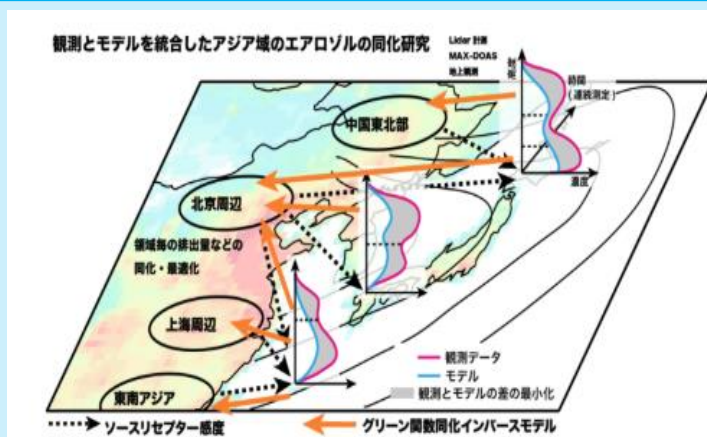 観測とモデルを統合したアジア域のエアロゾルの同化研究
Lidar 計測
MAX-DOAS
地上観測
時間
(連続測定)
濃度
中国東北部
北京周辺
領域毎の排出量などの
同化・最適化
上海周辺
東南アジア
観測データ
モデル
観測とモデルの差の最小化
ソースリセプター感度
グリーン関数同化インバースモデル